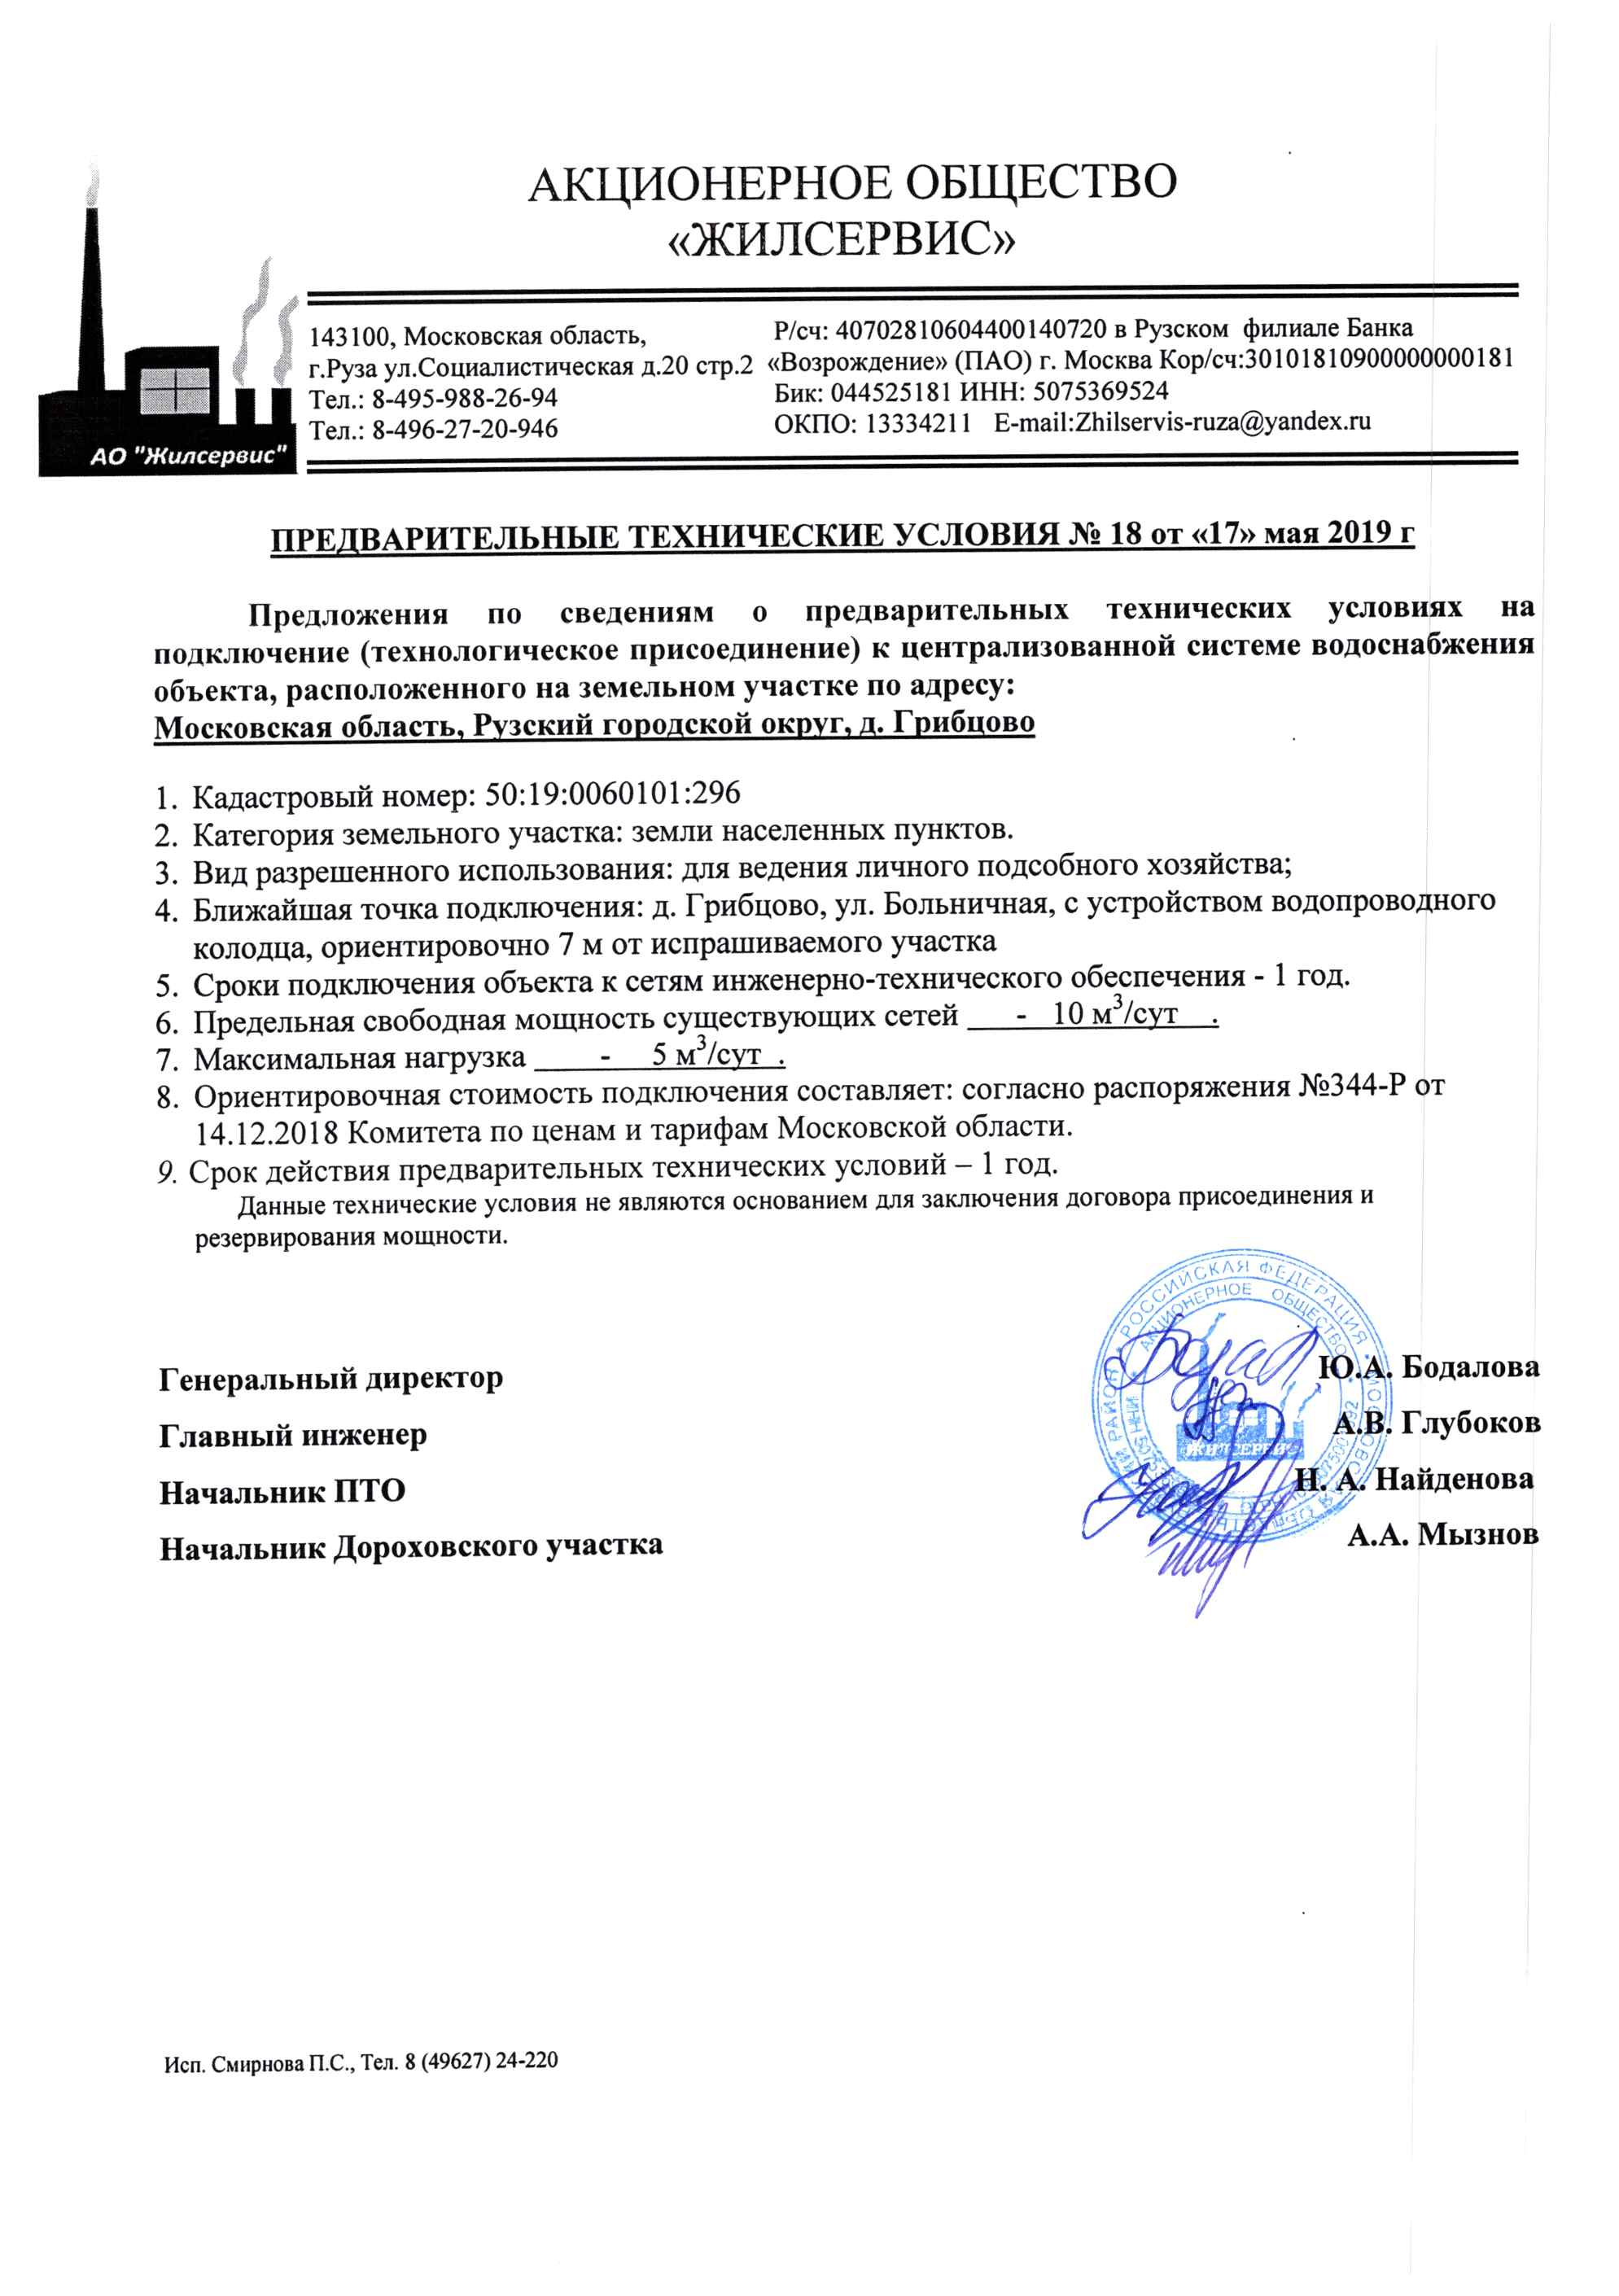 АКЦИОНЕРНОЕ ОБЩЕСТВО
«ЖИЛСЕРВИС»
АО "Жилсервис"
143100, Московская область,
г.Руза ул.Социалистическая д.20 стр.2
Тел.: 8-495-988-26-94
Тел.: 8-496-27-20-946
Р/сч: 40702810604400140720 в Рузском филиале Банка
«Возрождение» (ПАО) г. Москва Кор/сч:30101810900000000181
Бик: 044525181 ИНН: 5075369524
ОКПО: 13334211 E-mail:Zhilservis-ruza@yandex.ru
ПРЕДВАРИТЕЛЬНЫЕ ТЕХНИЧЕСКИЕ УСЛОВИЯ № 18 от «17» мая 2019 г
Предложения по сведениям о предварительных технических условиях на
подключение (технологическое присоединение) к централизованной системе водоснабжения
объекта, расположенного на земельном участке по адресу:
Московская область, Рузский городской округ, д. Грибцово
1. Кадастровый номер: 50:19:0060101:296
2. Категория земельного участка: земли населенных пунктов.
3. Вид разрешенного использования: для ведения личного подсобного хозяйства;
4. Ближайшая точка подключения: д. Грибцово, ул. Больничная, с устройством водопроводного
колодца, ориентировочно 7 м от испрашиваемого участка
5. Сроки подключения объекта к сетям инженерно-технического обеспечения - 1 год.
6. Предельная свободная мощность существующих сетей - 10 м³/сут .
7. Максимальная нагрузка - 5 м³/сут .
8. Ориентировочная стоимость подключения составляет: согласно распоряжения №344-Р от
14.12.2018 Комитета по ценам и тарифам Московской области.
9. Срок действия предварительных технических условий – 1 год.
Данные технические условия не являются основанием для заключения договора присоединения и
резервирования мощности.
РОССИЙСКАЯ ФЕДЕРАЦИЯ
АКЦИОНЕРНОЕ ОБЩЕСТВО
ЖИЛСЕРВИС
Генеральный директор Ю.А. Бодалова
Главный инженер А.В. Глубоков
Начальник ПТО Н. А. Найденова
Начальник Дороховского участка А.А. Мызнов
Исп. Смирнова П.С., Тел. 8 (49627) 24-220